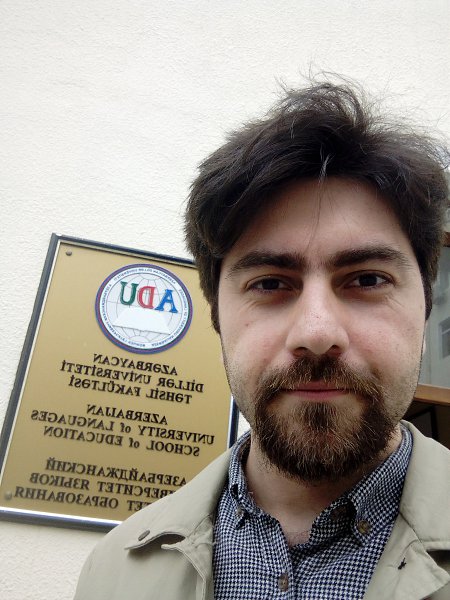 ADU
AZƏRBAYCAN
DİLLƏR UNİVERSİTETİ
TƏHSİL FAKÜLTƏSİ
AZERBAIJAN
UNIVERSITY of LANGUAGES
SCHOOL of EDUCATION
АЗЕРБАЙДЖАНСКИЙ
УНИВЕРСИТЕТ ЯЗЫКОВ
ОБРАЗОВАНИЯ